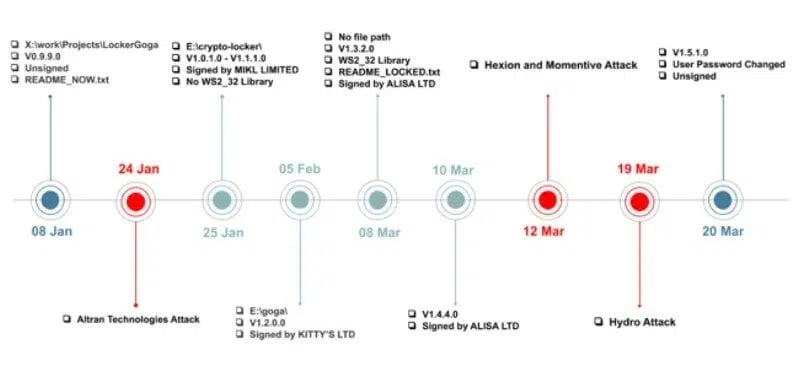 ❑ X:\work\Projects\LockerGoga
❑ V0.9.9.0
❑ Unsigned
❑ README_NOW.txt
08 Jan
24 Jan
❑ Altran Technologies Attack
❑ E:\crypto-locker\
❑ V1.0.1.0 - V1.1.1.0
❑ Signed by MIKL LIMITED
❑ No WS2_32 Library
25 Jan
05 Feb
❑ E:\goga\
❑ V1.2.0.0
❑ Signed by KITTY'S LTD
❑ No file path
❑ V1.3.2.0
❑ WS2_32 Library
❑ README_LOCKED.txt
❑ Signed by ALISA LTD
08 Mar
10 Mar
❑ V1.4.4.0
❑ Signed by ALISA LTD
❑ Hexion and Momentive Attack
12 Mar
19 Mar
❑ Hydro Attack
❑ V1.5.1.0
❑ User Password Changed
❑ Unsigned
20 Mar